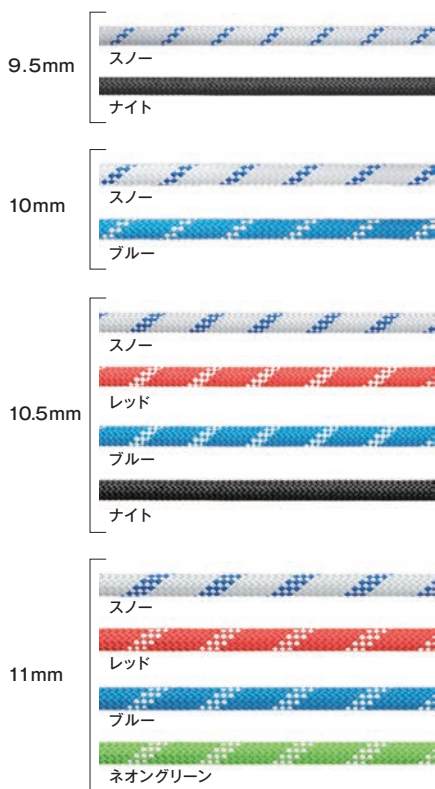 9.5mm
スノー
ナイト
10mm
スノー
ブルー
10.5mm
スノー
レッド
ブルー
ナイト
11mm
スノー
レッド
ブルー
ネオングリーン